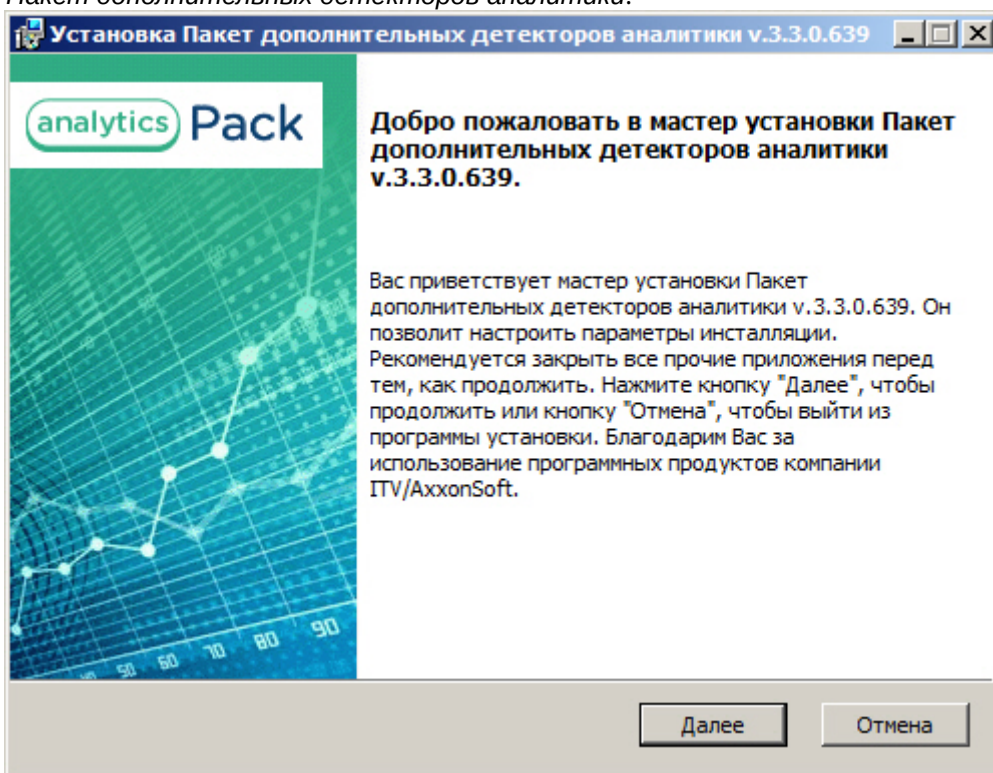 Пакет дополнительных детекторов аналитики.
Установка Пакет дополнительных детекторов аналитики v.3.3.0.639
analytics Pack
Добро пожаловать в мастер установки Пакет
дополнительных детекторов аналитики
v.3.3.0.639.
Вас приветствует мастер установки Пакет
дополнительных детекторов аналитики v.3.3.0.639. Он
позволит настроить параметры инсталляции.
Рекомендуется закрыть все прочие приложения перед
тем, как продолжить. Нажмите кнопку "Далее", чтобы
продолжить или кнопку "Отмена", чтобы выйти из
программы установки. Благодарим Вас за
использование программных продуктов компании
ITV/AxxonSoft.
50 60 70 80 90
Далее
Отмена